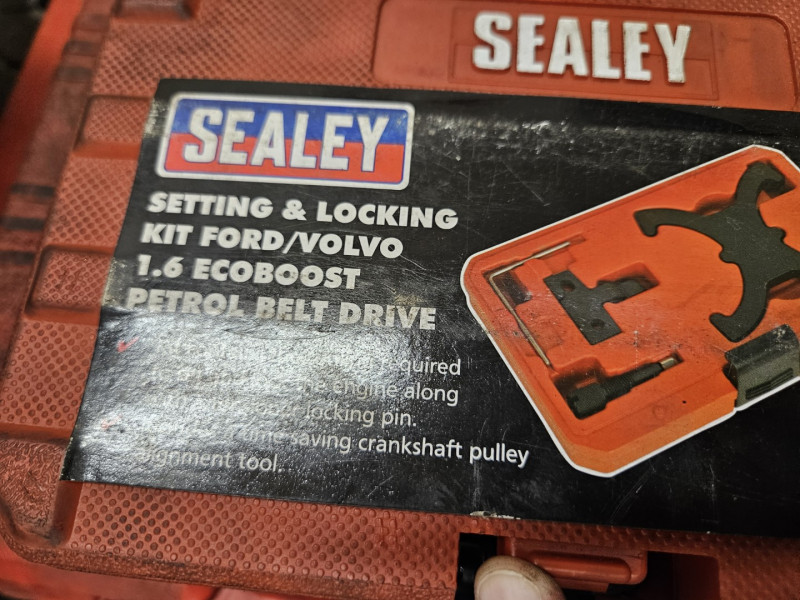 SEALEY
SEALEY
SETTING & LOCKING
KIT FORD/VOLVO
1.6 ECOBOOST
PETROL BELT DRIVE
required
engine along
locking pin.
saving crankshaft pulley
alignment tool.